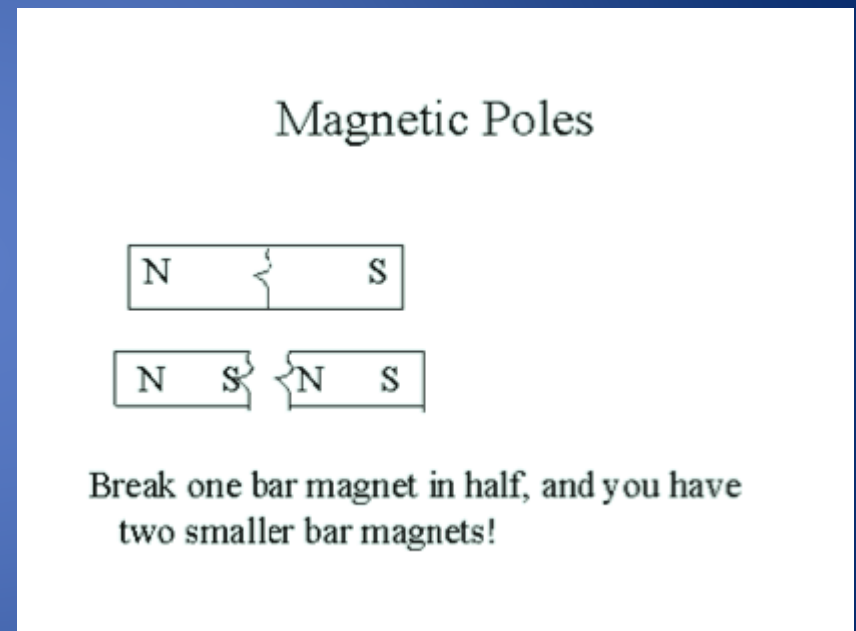 Magnetic Poles
N S
N S N S
Break one bar magnet in half, and you have
two smaller bar magnets!